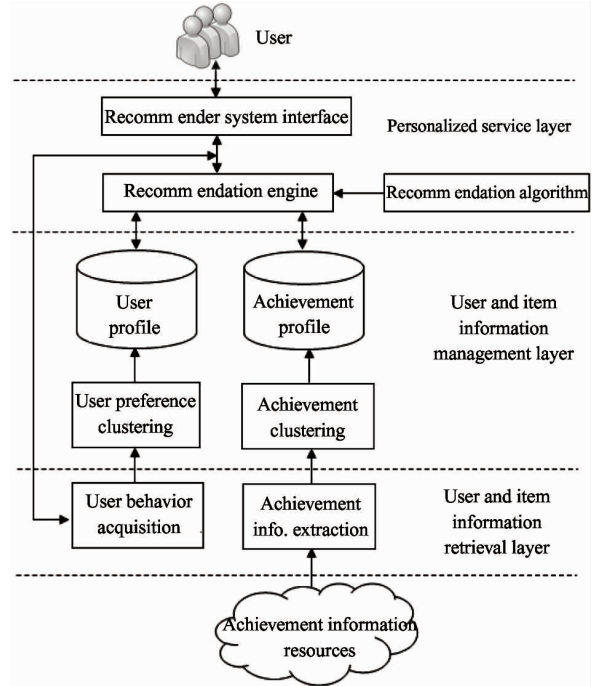 User
Recomm ender system interface
Personalized service layer
Recomm endation engine
Recomm endation algorithm
User
profile
Achievement
profile
User and item
information
management layer
User preference
clustering
Achievement
clustering
User behavior
acquisition
Achievement
info. extraction
User and item
information
retrieval layer
Achievement information
resources